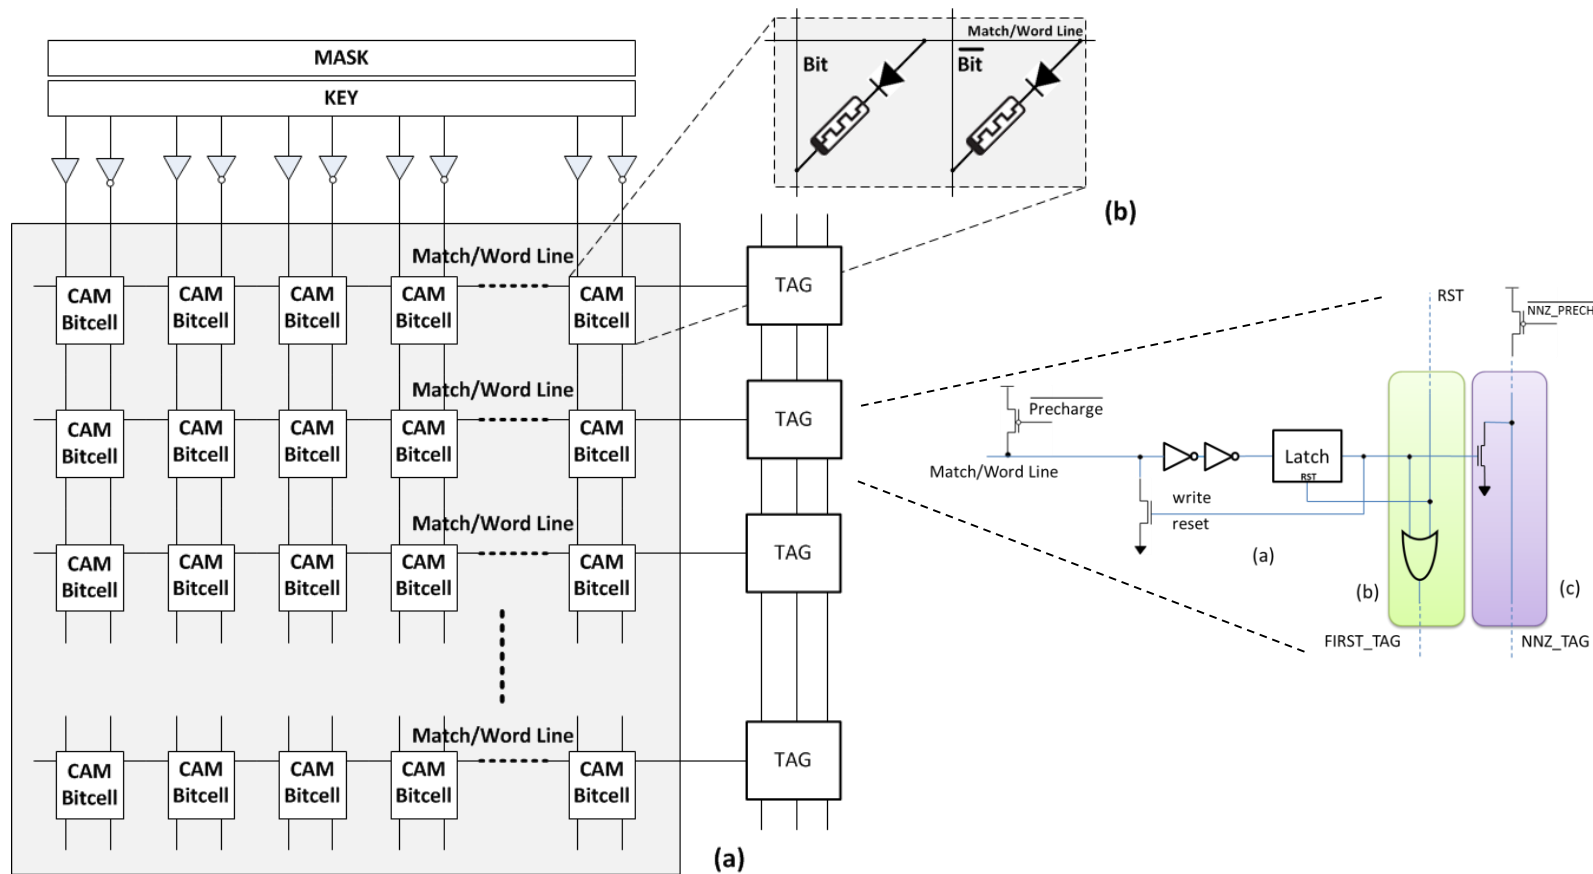 MASK
KEY
Match/Word Line
Bit
Bit
(b)
Match/Word Line
CAM
Bitcell
CAM
Bitcell
CAM
Bitcell
CAM
Bitcell
CAM
Bitcell
TAG
Match/Word Line
CAM
Bitcell
CAM
Bitcell
CAM
Bitcell
CAM
Bitcell
CAM
Bitcell
TAG
Match/Word Line
CAM
Bitcell
CAM
Bitcell
CAM
Bitcell
CAM
Bitcell
CAM
Bitcell
TAG
Match/Word Line
CAM
Bitcell
CAM
Bitcell
CAM
Bitcell
CAM
Bitcell
CAM
Bitcell
TAG
(a)
RST
NNZ_PRECH
Precharge
Match/Word Line
Latch
RST
write
reset
(a)
(b)
(c)
FIRST_TAG
NNZ_TAG